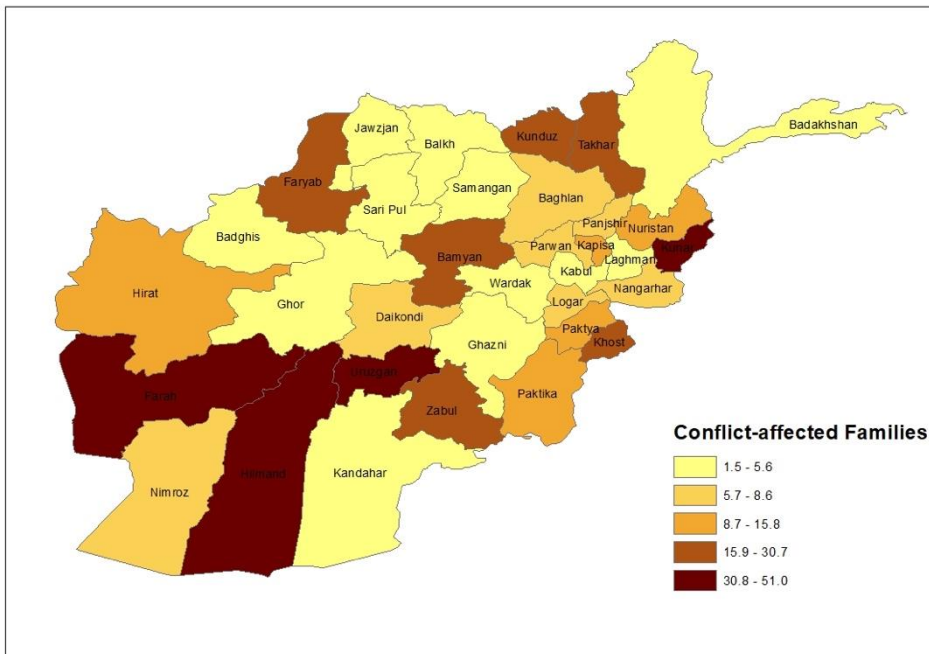 Jawzjan
Balkh
Kunduz
Takhar
Badakhshan
Faryab
Samangan
Sari Pul
Baghlan
Badghis
Panjshir
Nuristan
Parwan
Kapisa
Kunar
Bamyan
Laghman
Kabul
Wardak
Nangarhar
Hirat
Ghor
Logar
Daikondi
Paktya
Khost
Ghazni
Uruzgan
Farah
Paktika
Zabul
Hilmand
Kandahar
Nimroz
Conflict-affected Families
1.5 - 5.6
5.7 - 8.6
8.7 - 15.8
15.9 - 30.7
30.8 - 51.0